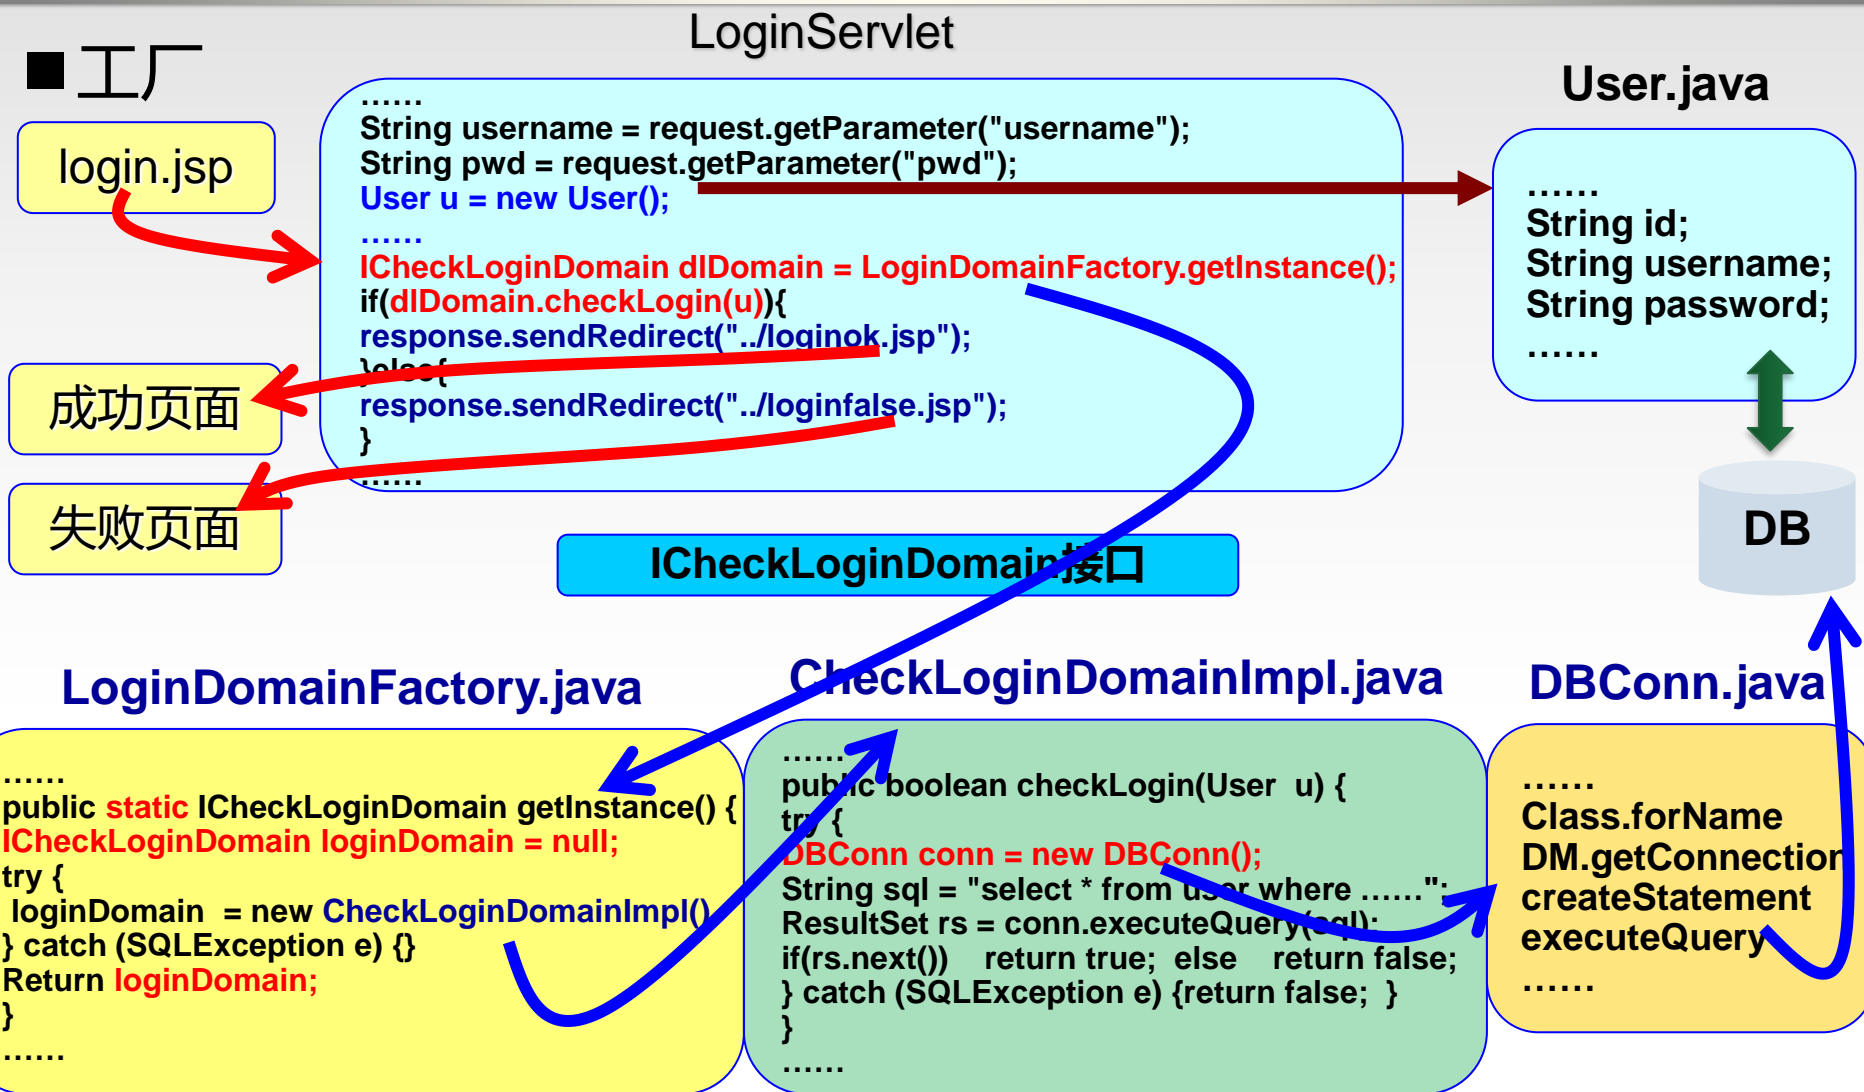 ■工厂
LoginServlet
login.jsp
成功页面
失败页面
……
String username = request.getParameter("username");
String pwd = request.getParameter("pwd");
User u = new User();
……
ICheckLoginDomain dlDomain = LoginDomainFactory.getInstance();
if(dlDomain.checkLogin(u)){
response.sendRedirect("../loginok.jsp");
}else{
response.sendRedirect("../loginfalse.jsp");
}
……
User.java
……
String id;
String username;
String password;
……
DB
ICheckLoginDomain接口
LoginDomainFactory.java
……
public static ICheckLoginDomain getInstance() {
ICheckLoginDomain loginDomain = null;
try {
loginDomain = new CheckLoginDomainImpl()
} catch (SQLException e) {}
Return loginDomain;
}
……
CheckLoginDomainImpl.java
……
public boolean checkLogin(User u) {
try {
DBConn conn = new DBConn();
String sql = "select * from user where ……";
ResultSet rs = conn.executeQuery(sql);
if(rs.next()) return true; else return false;
} catch (SQLException e) {return false; }
}
……
DBConn.java
……
Class.forName
DM.getConnection
createStatement
executeQuery
……